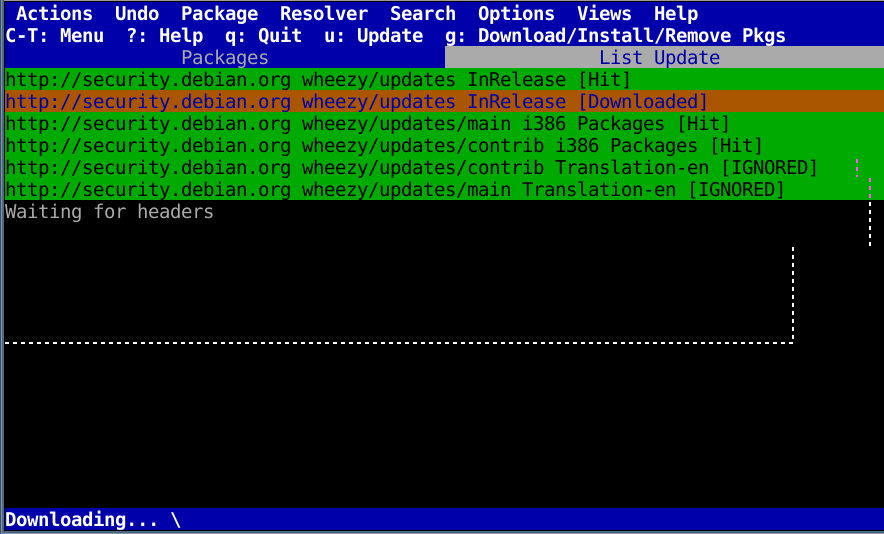 Actions Undo Package Resolver Search Options Views Help
C-T: Menu ?: Help q: Quit u: Update g: Download/Install/Remove Pkgs
Packages List Update
http://security.debian.org wheezy/updates InRelease [Hit]
http://security.debian.org wheezy/updates InRelease [Downloaded]
http://security.debian.org wheezy/updates/main i386 Packages [Hit]
http://security.debian.org wheezy/updates/contrib i386 Packages [Hit]
http://security.debian.org wheezy/updates/contrib Translation-en [IGNORED]
http://security.debian.org wheezy/updates/main Translation-en [IGNORED]
Waiting for headers
Downloading... \